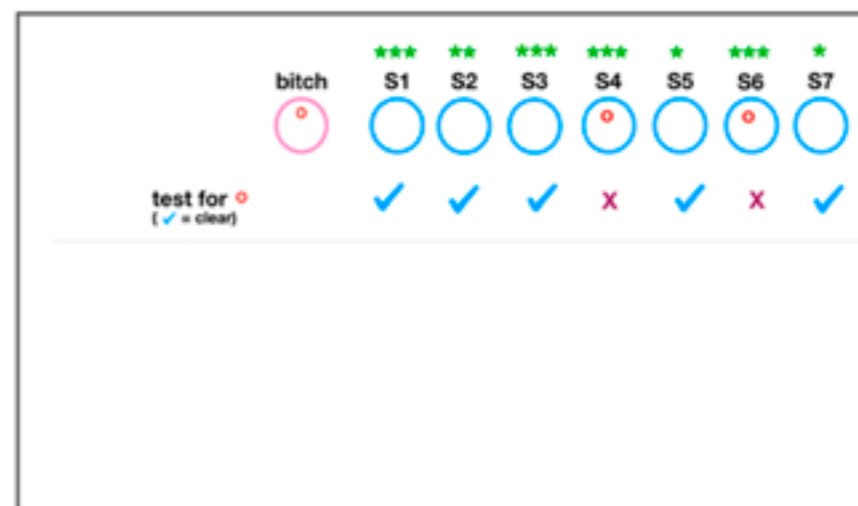 *** ** *** *** * *** *
bitch S1 S2 S3 S4 S5 S6 S7
o o o
✓ ✓ ✓ x ✓ x ✓
test for o
( ✓ = clear)